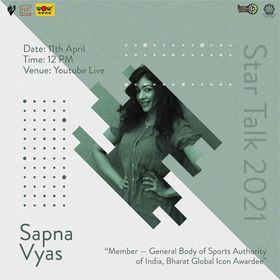 Date: 11th April
Time: 12 PM
Venue: Youtube Live
Star Talk 2021
Sapna
Vyas
“Member — General Body of Sports Authority
of India, Bharat Global Icon Awardee”